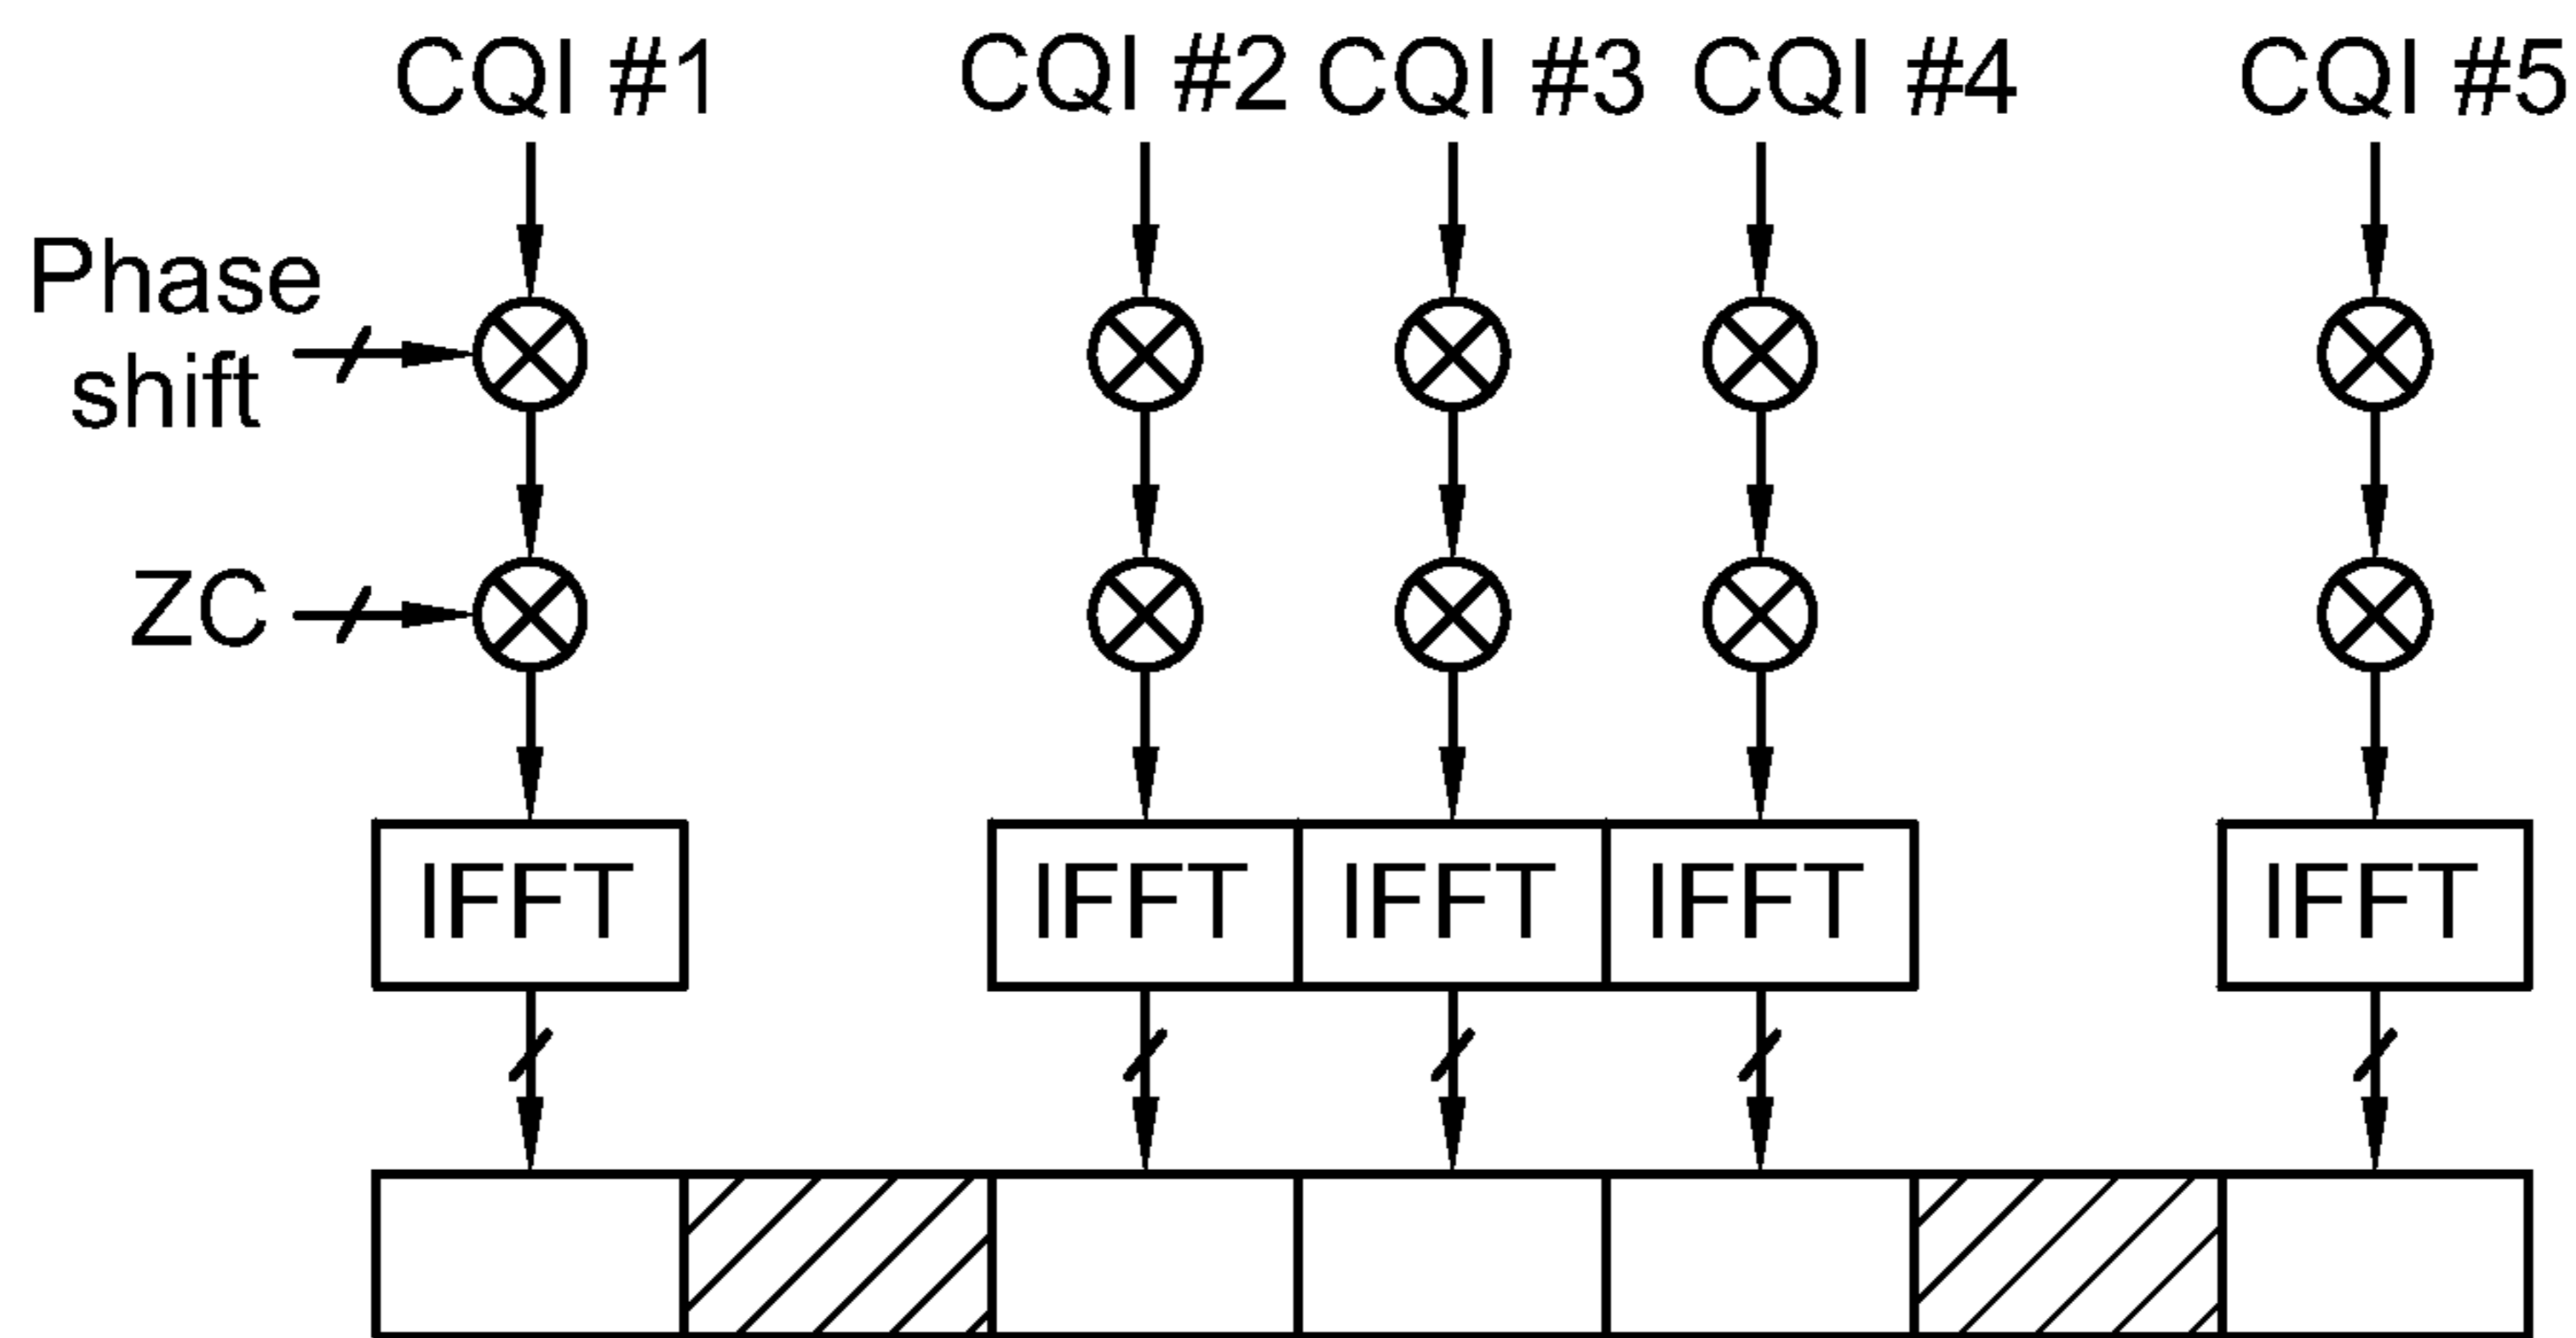 CQI #1 CQI #2 CQI #3 CQI #4 CQI #5
Phase
shift
ZC
IFFT IFFT IFFT IFFT IFFT